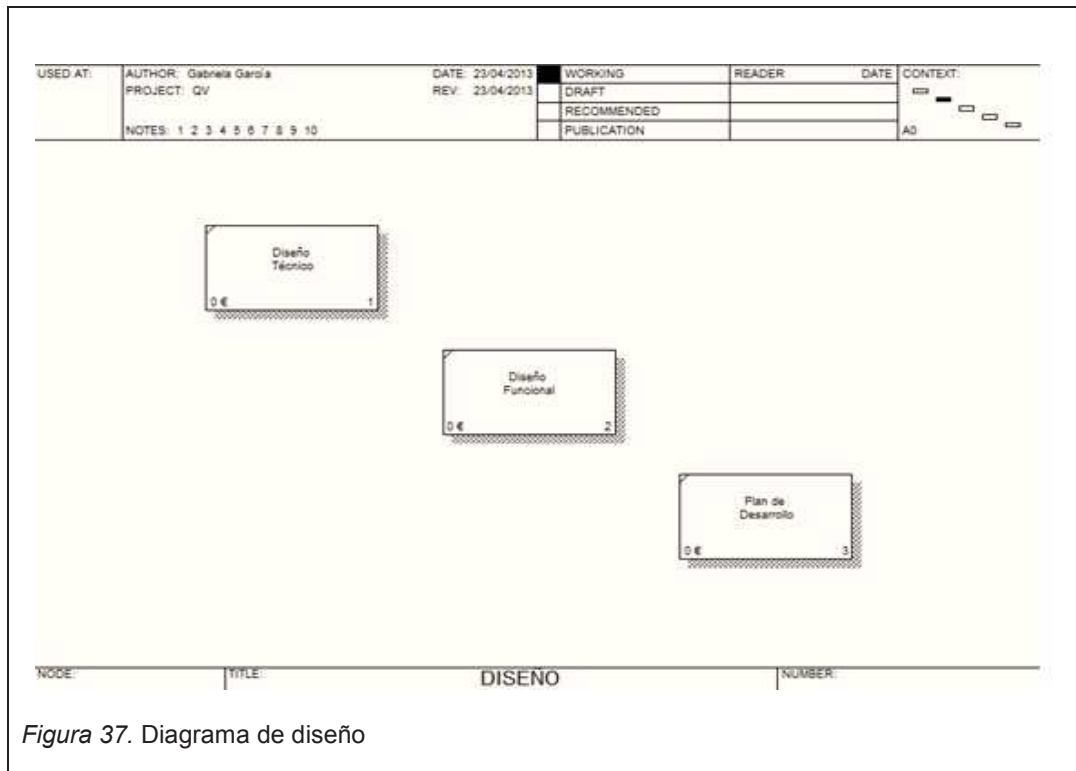 USED AT: AUTHOR: Gabriela García DATE: 23/04/2013 WORKING READER DATE CONTEXT:
PROJECT: QV REV: 23/04/2013 DRAFT
RECOMMENDED
NOTES: 1 2 3 4 5 6 7 8 9 10 PUBLICATION A0
Diseño
Técnico
0 € 1
Diseño
Funcional
0 € 2
Plan de
Desarrollo
0 € 3
NODE: TITLE: DISEÑO NUMBER:
Figura 37. Diagrama de diseño